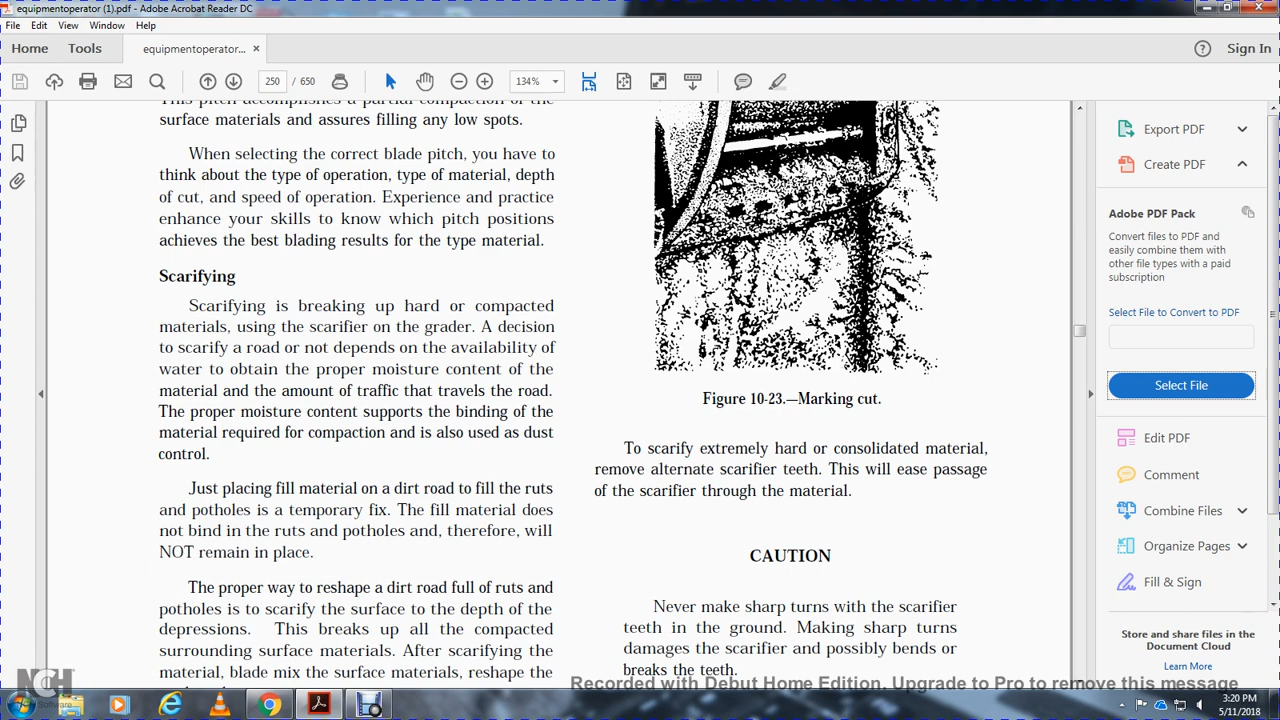 equipmentoperator (1).pdf - Adobe Acrobat Reader DC
File Edit View Window Help
Home Tools equipmentoperator... × Sign In
250 / 650 134%
This pitch accomplishes a partial compaction of the
surface materials and assures filling any low spots.
When selecting the correct blade pitch, you have to
think about the type of operation, type of material, depth
of cut, and speed of operation. Experience and practice
enhance your skills to know which pitch positions
achieves the best blading results for the type material.
Scarifying
Scarifying is breaking up hard or compacted
materials, using the scarifier on the grader. A decision
to scarify a road or not depends on the availability of
water to obtain the proper moisture content of the
material and the amount of traffic that travels the road.
The proper moisture content supports the binding of the
material required for compaction and is also used as dust
control.
Just placing fill material on a dirt road to fill the ruts
and potholes is a temporary fix. The fill material does
not bind in the ruts and potholes and, therefore, will
NOT remain in place.
The proper way to reshape a dirt road full of ruts and
potholes is to scarify the surface to the depth of the
depressions. This breaks up all the compacted
surrounding surface materials. After scarifying the
material, blade mix the surface materials, reshape the
Figure 10-23.—Marking cut.
To scarify extremely hard or consolidated material,
remove alternate scarifier teeth. This will ease passage
of the scarifier through the material.
CAUTION
Never make sharp turns with the scarifier
teeth in the ground. Making sharp turns
damages the scarifier and possibly bends or
breaks the teeth.
Export PDF
Create PDF
Adobe PDF Pack
Convert files to PDF and
easily combine them with
other file types with a paid
subscription
Select File to Convert to PDF
Select File
Edit PDF
Comment
Combine Files
Organize Pages
Fill & Sign
Store and share files in the
Document Cloud
Learn More
NCH
Software
Recorded with Debut Home Edition. Upgrade to Pro to remove this message
3:20 PM
5/11/2018